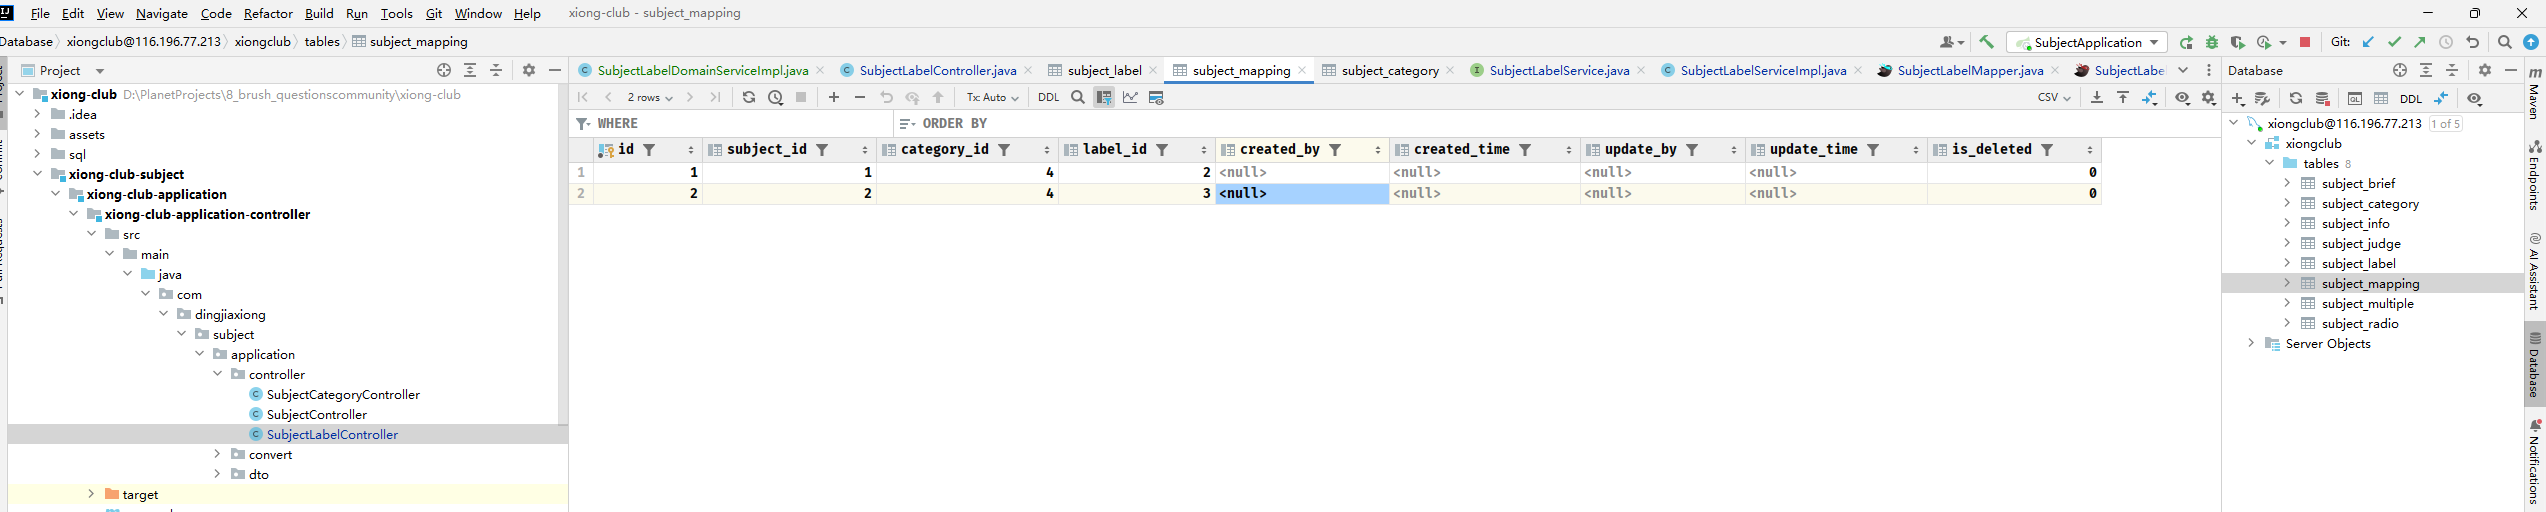 File Edit View Navigate Code Refactor Build Run Tools Git Window Help xiong-club - subject_mapping
Database xiongclub@116.196.77.213 xiongclub tables subject_mapping
SubjectApplication Git:
Project
SubjectLabelDomainServiceImpl.java SubjectLabelController.java subject_label subject_mapping subject_category SubjectLabelService.java SubjectLabelServiceImpl.java SubjectLabelMapper.java SubjectLabel
Database
2 rows Tx: Auto DDL CSV
DDL
WHERE ORDER BY
id subject_id category_id label_id created_by created_time update_by update_time is_deleted
1 1 1 4 2 <null> <null> <null> <null> 0
2 2 2 4 3 <null> <null> <null> <null> 0
xiong-club D:\PlanetProjects\8_brush_questionscommunity\xiong-club
.idea
assets
sql
xiong-club-subject
xiong-club-application
xiong-club-application-controller
src
main
java
com
dingjiaxiong
subject
application
controller
SubjectCategoryController
SubjectController
SubjectLabelController
convert
dto
target
xiongclub@116.196.77.213 1 of 5
xiongclub
tables 8
subject_brief
subject_category
subject_info
subject_judge
subject_label
subject_mapping
subject_multiple
subject_radio
Server Objects
Maven
Endpoints
AI Assistant
Database
Notifications